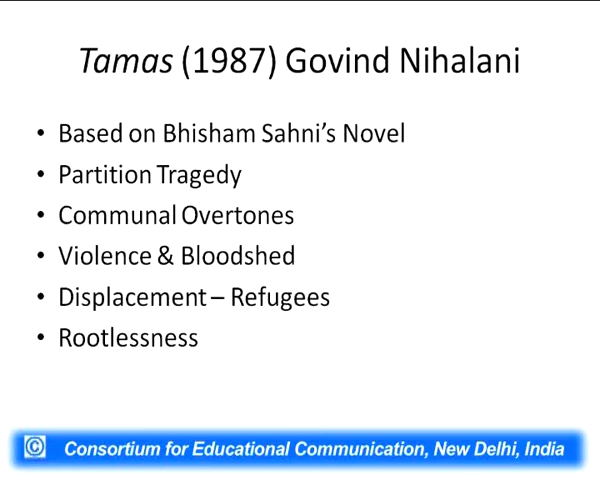 Tamas (1987) Govind Nihalani
• Based on Bhisham Sahni's Novel
• Partition Tragedy
• Communal Overtones
• Violence & Bloodshed
• Displacement – Refugees
• Rootlessness
© Consortium for Educational Communication, New Delhi, India